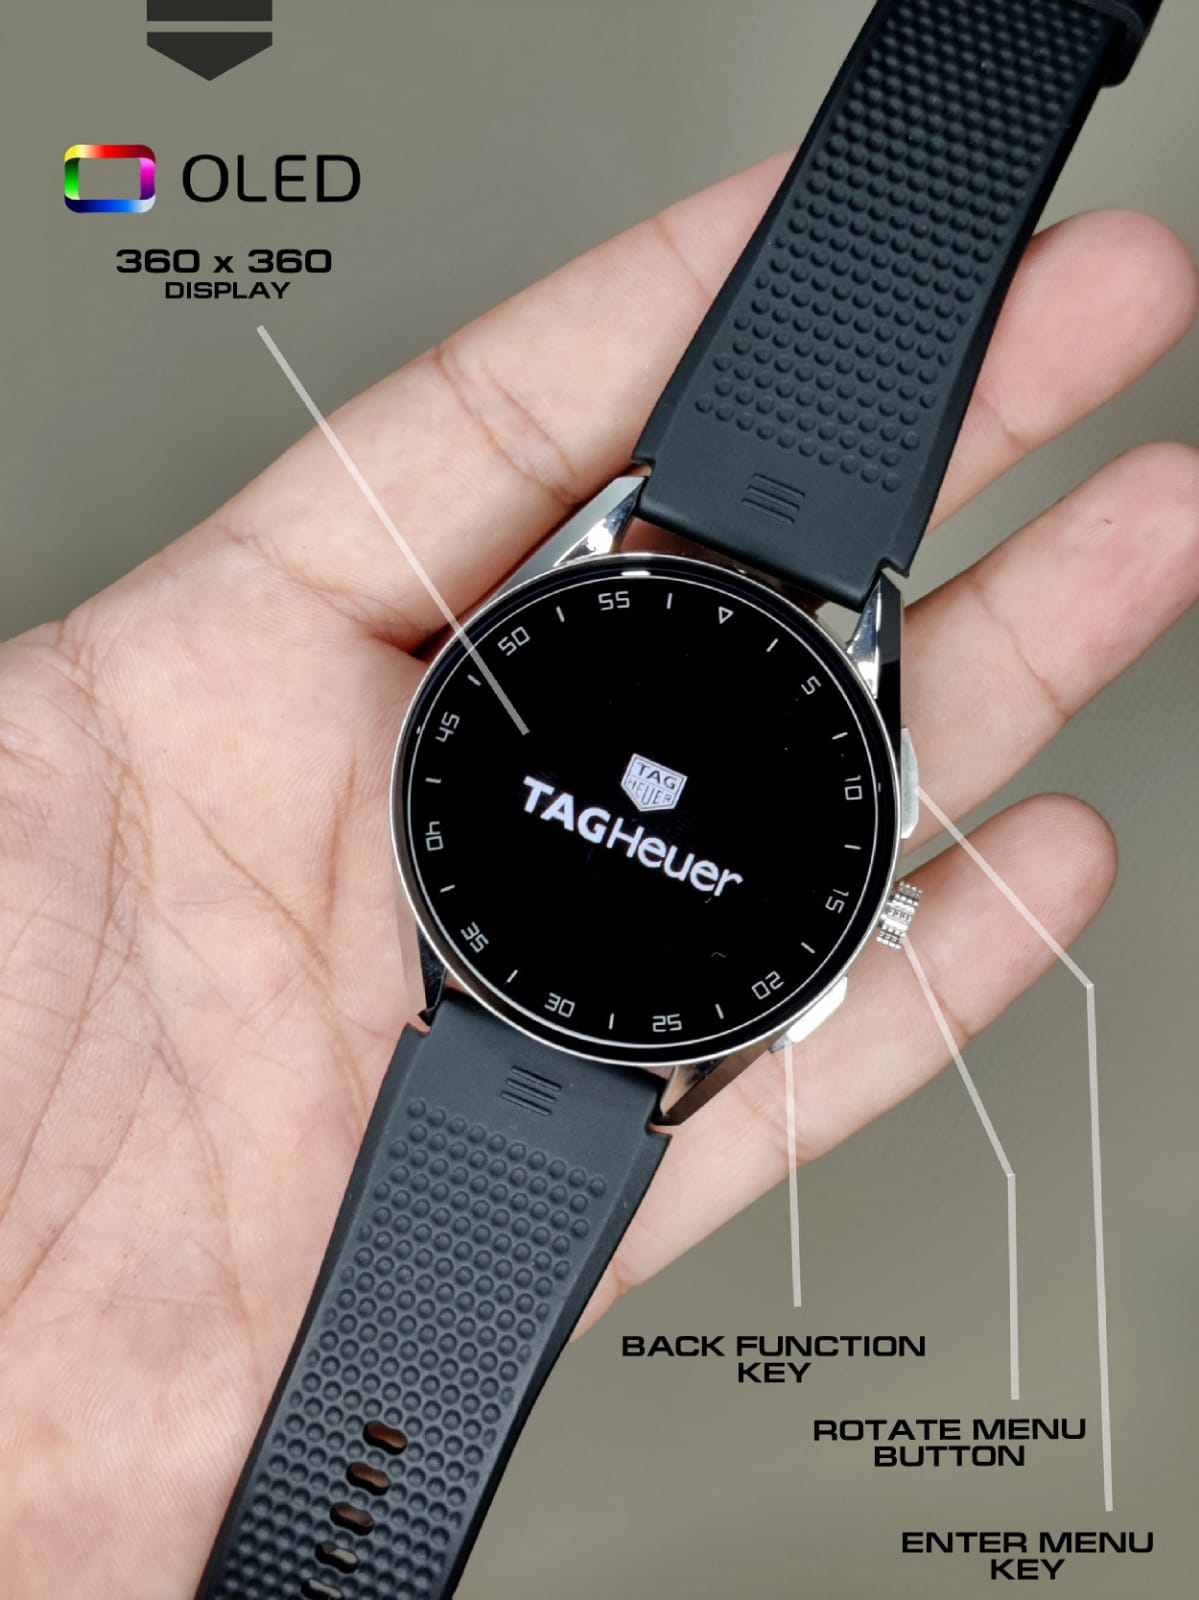 OLED
360 x 360
DISPLAY
55
50
5
45
10
40
TAG
HEUER
TAGHeuer
15
35
20
30
25
BACK FUNCTION
KEY
ROTATE MENU
BUTTON
ENTER MENU
KEY